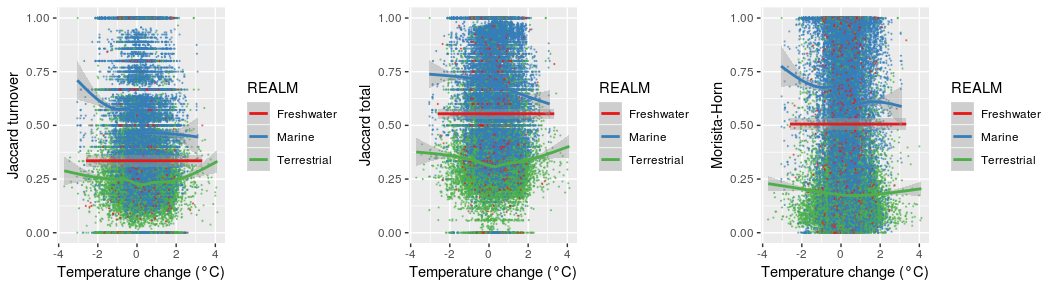 Jaccard turnover
1.00
0.75
0.50
0.25
0.00
-4
-2
0
2
4
Temperature change (°C)
REALM
Freshwater
Marine
Terrestrial
Jaccard total
1.00
0.75
0.50
0.25
0.00
-4
-2
0
2
4
Temperature change (°C)
REALM
Freshwater
Marine
Terrestrial
Morisita-Horn
1.00
0.75
0.50
0.25
0.00
-4
-2
0
2
4
Temperature change (°C)
REALM
Freshwater
Marine
Terrestrial